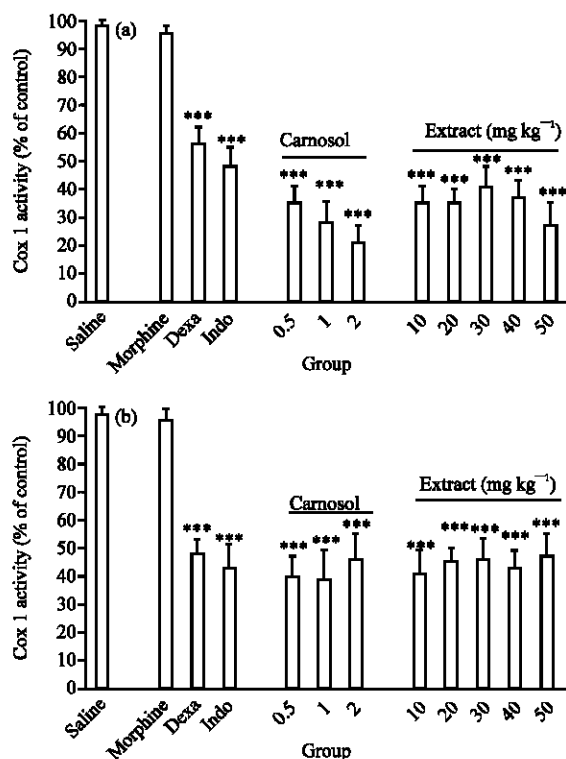 (a)
Cox 1 activity (% of control)
100
90
80
70
60
50
40
30
20
10
0
Carnosol
Extract (mg kg⁻¹)
*** *** *** *** *** *** *** *** *** ***
Saline Morphine Dexa Indo 0.5 1 2 10 20 30 40 50
Group
(b)
Cox 1 activity (% of control)
100
90
80
70
60
50
40
30
20
10
0
Carnosol
Extract (mg kg⁻¹)
*** *** *** *** *** *** *** *** *** ***
Saline Morphine Dexa Indo 0.5 1 2 10 20 30 40 50
Group